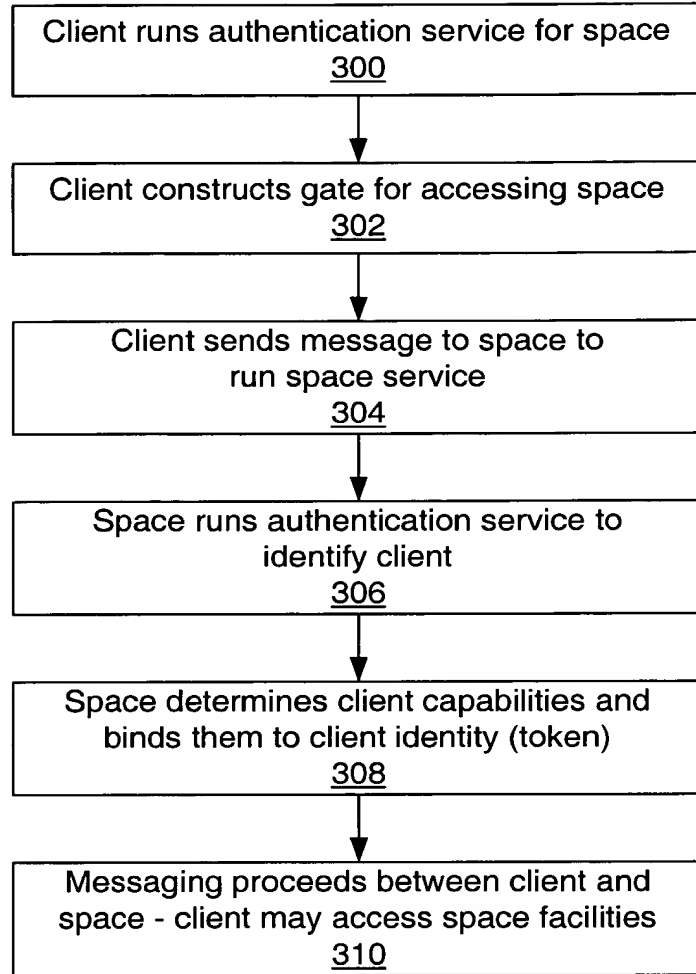 Client runs authentication service for space
300
Client constructs gate for accessing space
302
Client sends message to space to
run space service
304
Space runs authentication service to
identify client
306
Space determines client capabilities and
binds them to client identity (token)
308
Messaging proceeds between client and
space - client may access space facilities
310